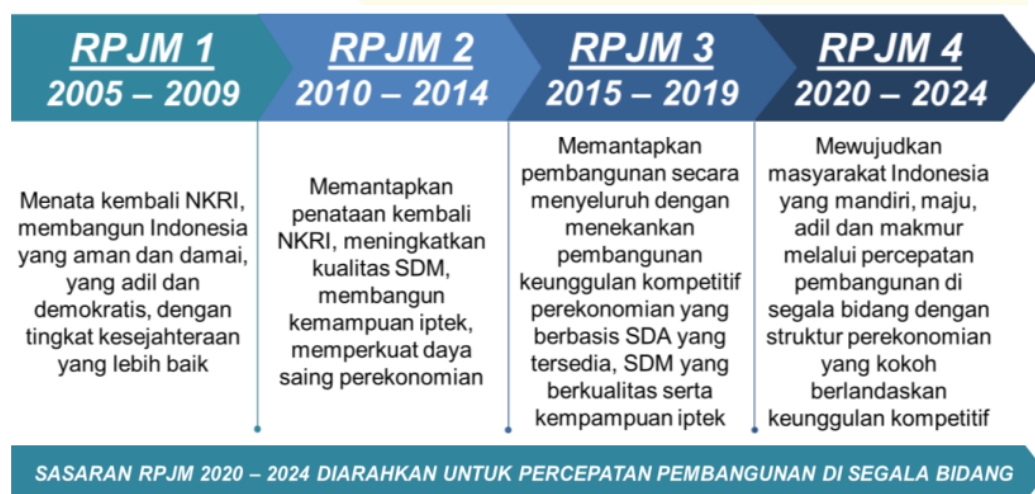 RPJM 1
2005 – 2009
Menata kembali NKRI,
membangun Indonesia
yang aman dan damai,
yang adil dan
demokratis, dengan
tingkat kesejahteraan
yang lebih baik
RPJM 2
2010 – 2014
Memantapkan
penataan kembali
NKRI, meningkatkan
kualitas SDM,
membangun
kemampuan iptek,
memperkuat daya
saing perekonomian
RPJM 3
2015 – 2019
Memantapkan
pembangunan secara
menyeluruh dengan
menekankan
pembangunan
keunggulan kompetitif
perekonomian yang
berbasis SDA yang
tersedia, SDM yang
berkualitas serta
kempampuan iptek
RPJM 4
2020 – 2024
Mewujudkan
masyarakat Indonesia
yang mandiri, maju,
adil dan makmur
melalui percepatan
pembangunan di
segala bidang dengan
struktur perekonomian
yang kokoh
berlandaskan
keunggulan kompetitif
SASARAN RPJM 2020 – 2024 DIARAHKAN UNTUK PERCEPATAN PEMBANGUNAN DI SEGALA BIDANG